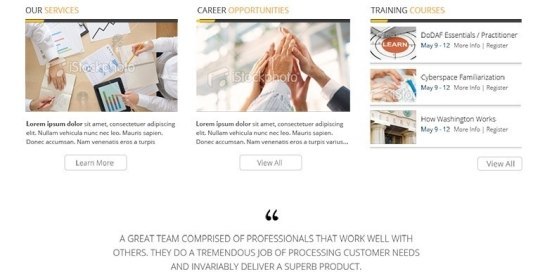 OUR SERVICES
CAREER OPPORTUNITIES
TRAINING COURSES
iStockphoto
Lorem ipsum dolor sit amet, consectetuer adipiscing
elit. Nullam vehicula nunc nec leo. Mauris sapien.
Donec accumsan. Nam venenatis eros a turpis
Learn More
iStockphoto
Lorem ipsum dolor sit amet, consectetuer adipiscing
elit. Nullam vehicula nunc nec leo. Mauris sapien.
Donec accumsan. Nam venenatis eros a turpis varius...
View All
LEARN
DoDAF Essentials / Practitioner
May 9 - 12 More Info | Register
Cyberspace Familiarization
May 9 - 12 More Info | Register
How Washington Works
May 9 - 12 More Info | Register
View All
“
A GREAT TEAM COMPRISED OF PROFESSIONALS THAT WORK WELL WITH
OTHERS. THEY DO A TREMENDOUS JOB OF PROCESSING CUSTOMER NEEDS
AND INVARIABLY DELIVER A SUPERB PRODUCT.